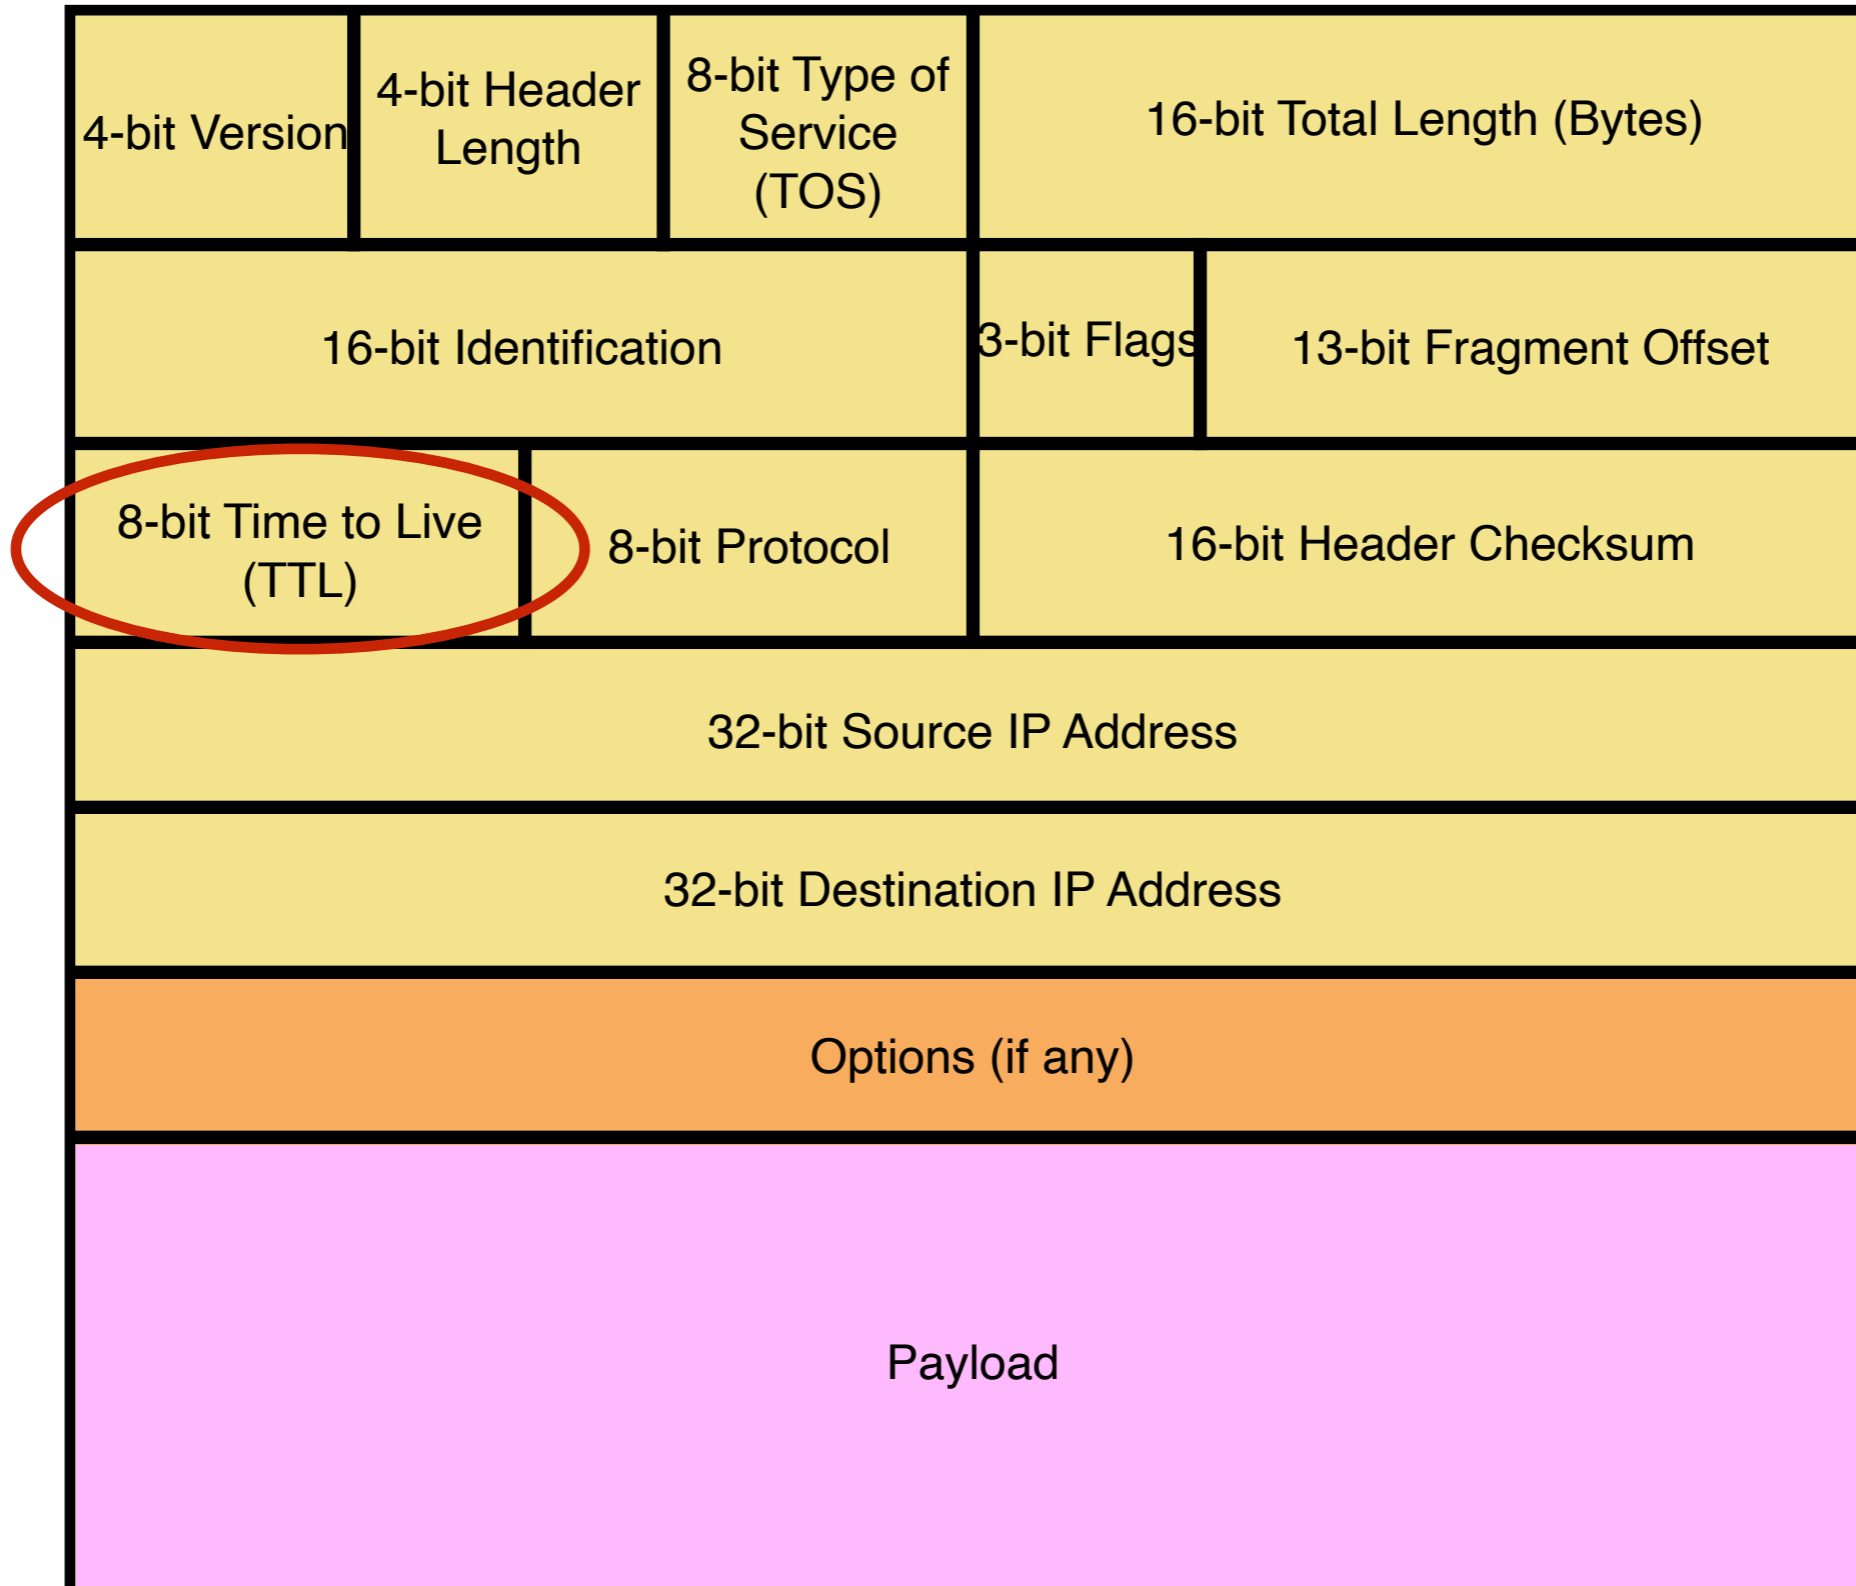 4-bit Version
4-bit Header
Length
8-bit Type of
Service
(TOS)
16-bit Total Length (Bytes)
16-bit Identification
3-bit Flags
13-bit Fragment Offset
8-bit Time to Live
(TTL)
8-bit Protocol
16-bit Header Checksum
32-bit Source IP Address
32-bit Destination IP Address
Options (if any)
Payload